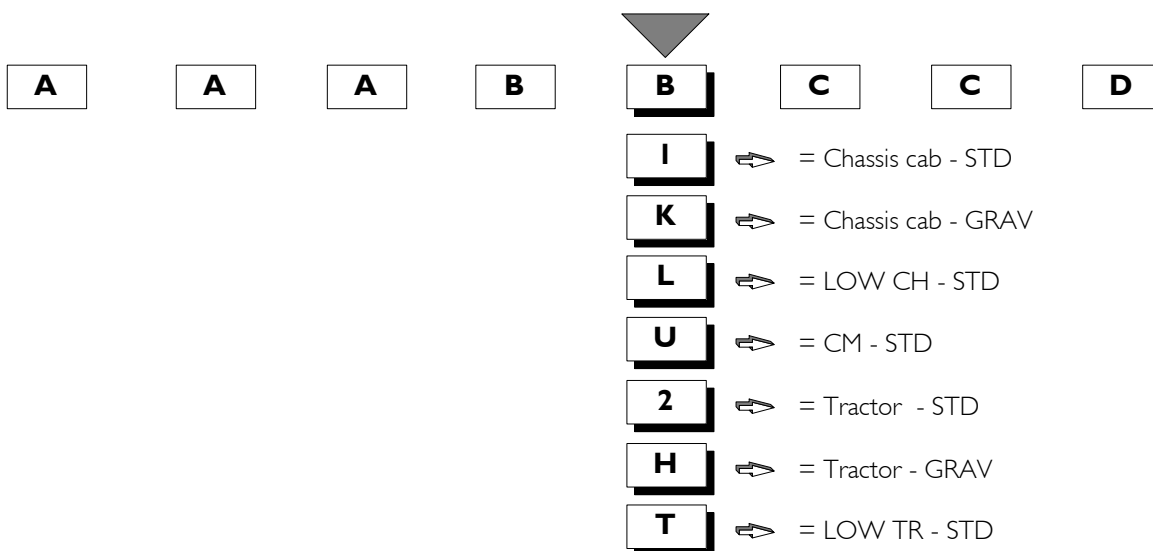 A A A B B C C D
1 = Chassis cab - STD
K = Chassis cab - GRAV
L = LOW CH - STD
U = CM - STD
2 = Tractor - STD
H = Tractor - GRAV
T = LOW TR - STD